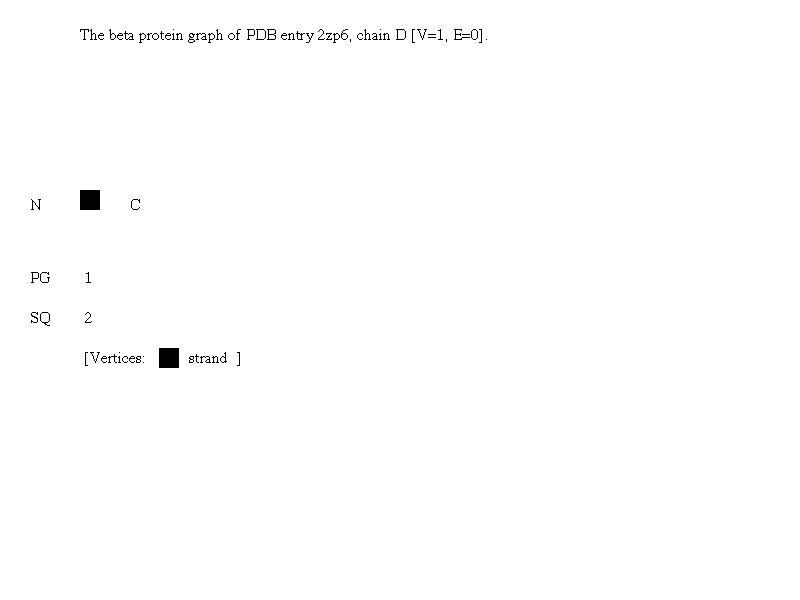 The beta protein graph of PDB entry 2zp6, chain D [V=1, E=0].
N C
PG 1
SQ 2
[Vertices: strand ]